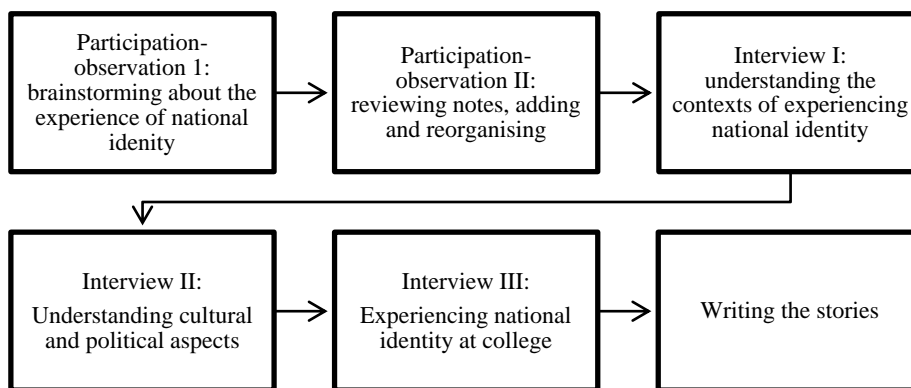 Participation-
observation 1:
brainstorming about the
experience of national
idenity
Participation-
observation II:
reviewing notes, adding
and reorganising
Interview I:
understanding the
contexts of experiencing
national identity
Interview II:
Understanding cultural
and political aspects
Interview III:
Experiencing national
identity at college
Writing the stories